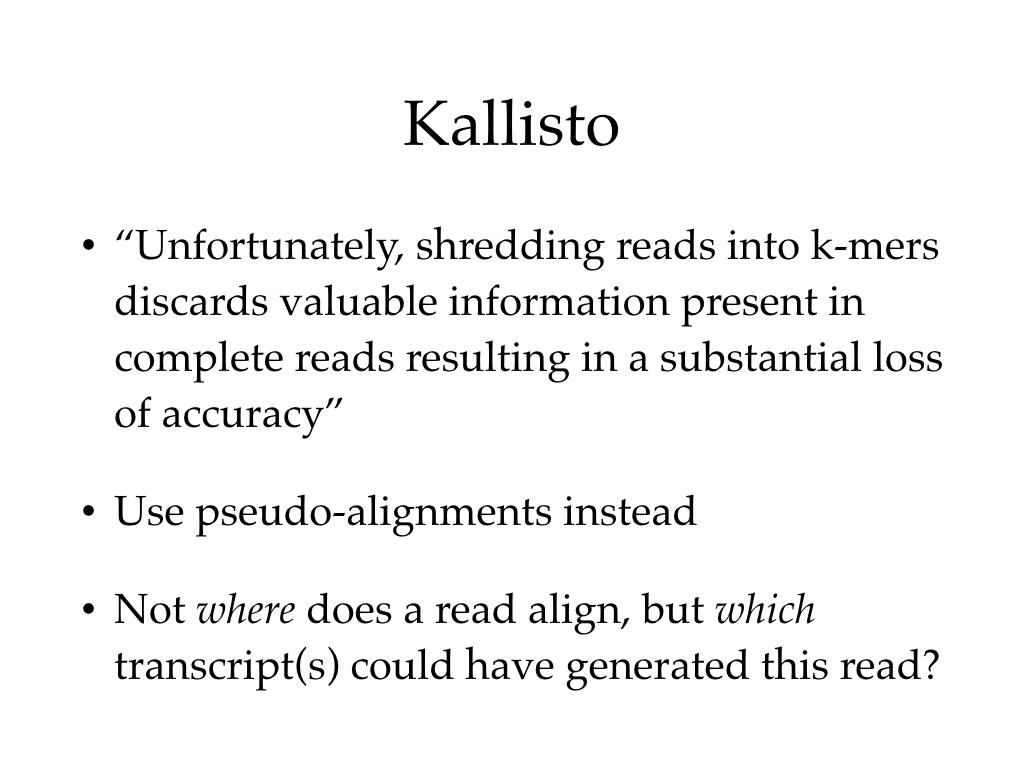 Kallisto
• “Unfortunately, shredding reads into k-mers
discards valuable information present in
complete reads resulting in a substantial loss
of accuracy”
• Use pseudo-alignments instead
• Not where does a read align, but which
transcript(s) could have generated this read?